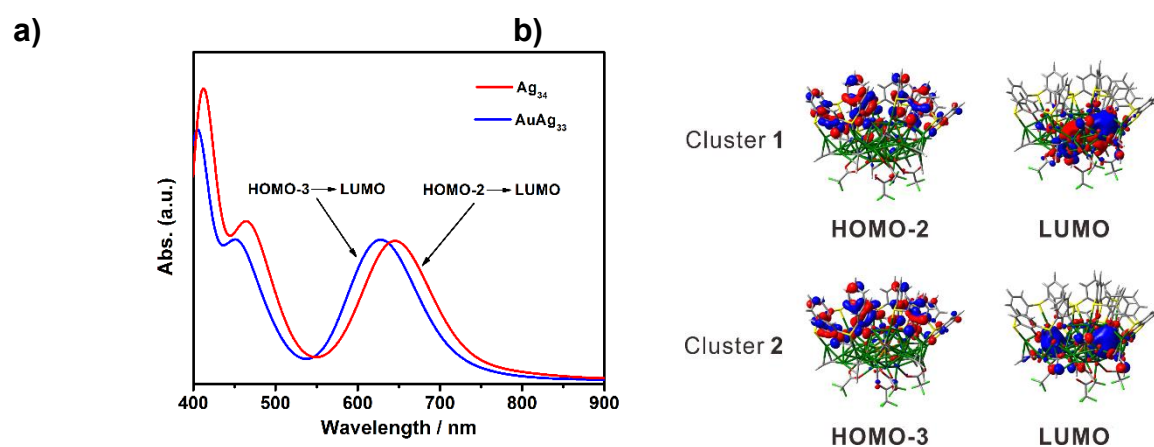 a)
Abs. (a.u.)
Ag34
AuAg33
HOMO-3 → LUMO
HOMO-2 → LUMO
400 500 600 700 800 900
Wavelength / nm
b)
Cluster 1
HOMO-2 LUMO
Cluster 2
HOMO-3 LUMO